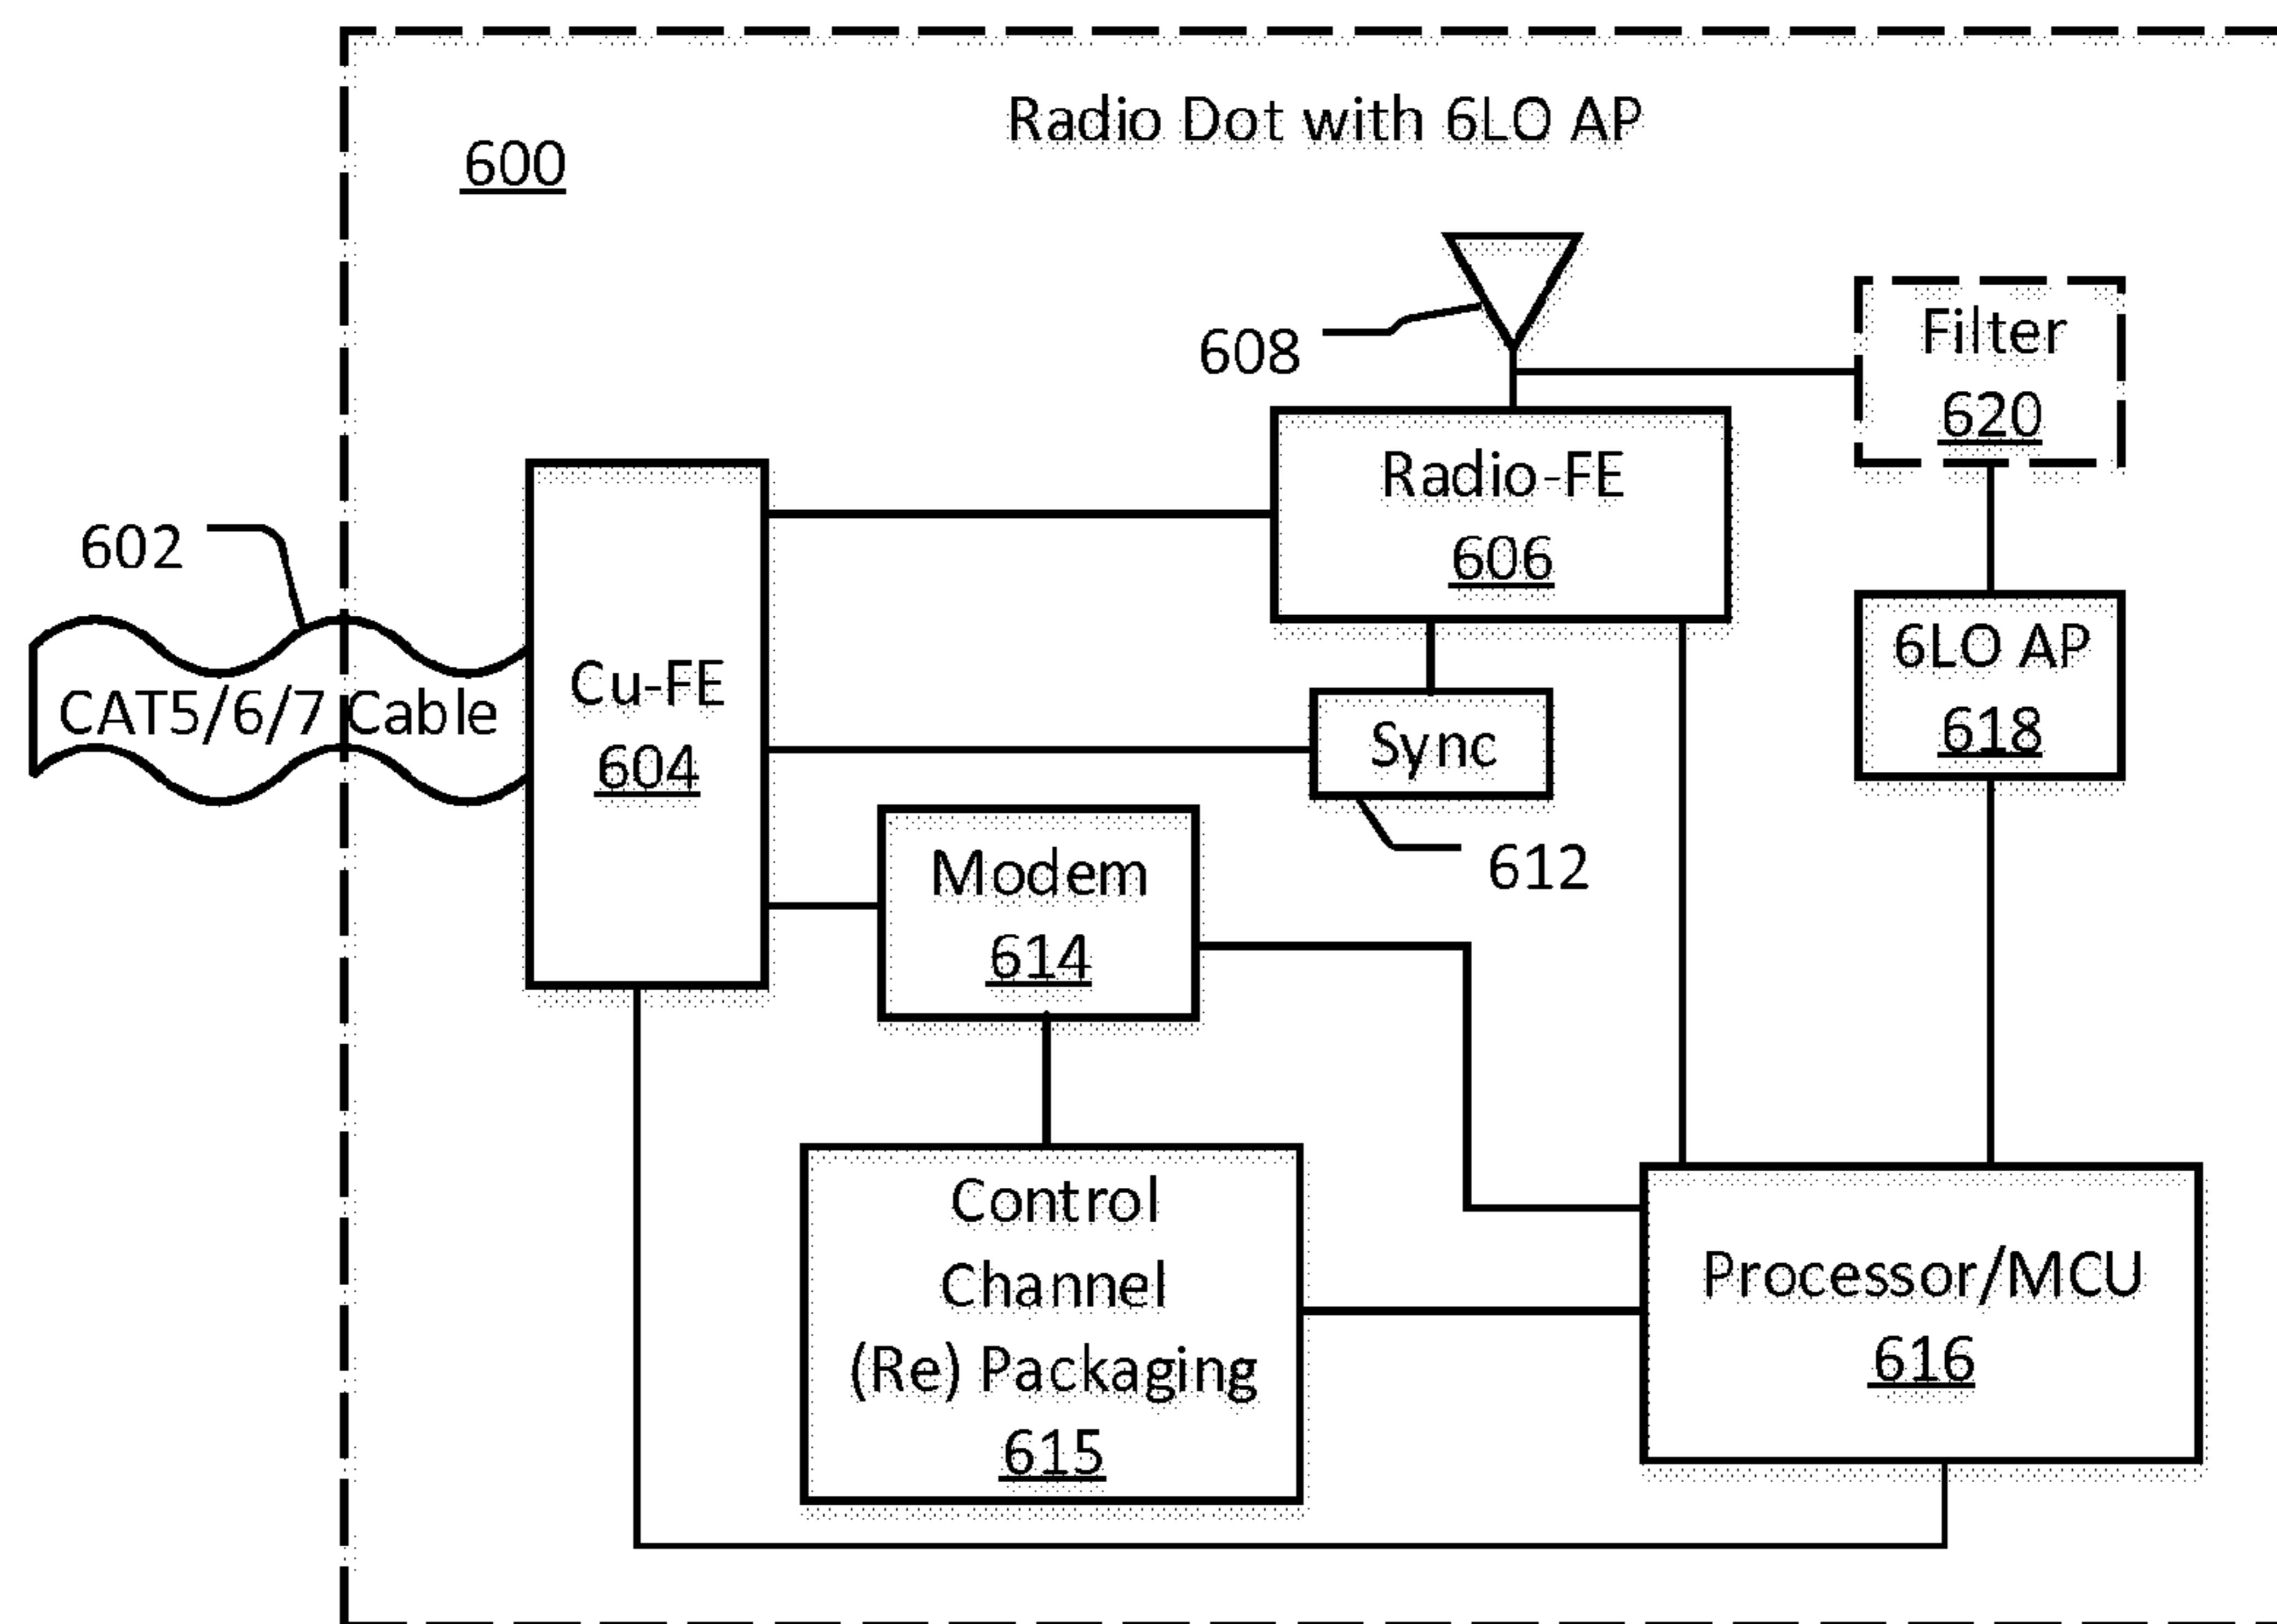 Radio Dot with 6LO AP
600
608
Filter
620
Radio-FE
606
602
CAT5/6/7 Cable
Cu-FE
604
6LO AP
618
Sync
612
Modem
614
Control
Channel
(Re) Packaging
615
Processor/MCU
616